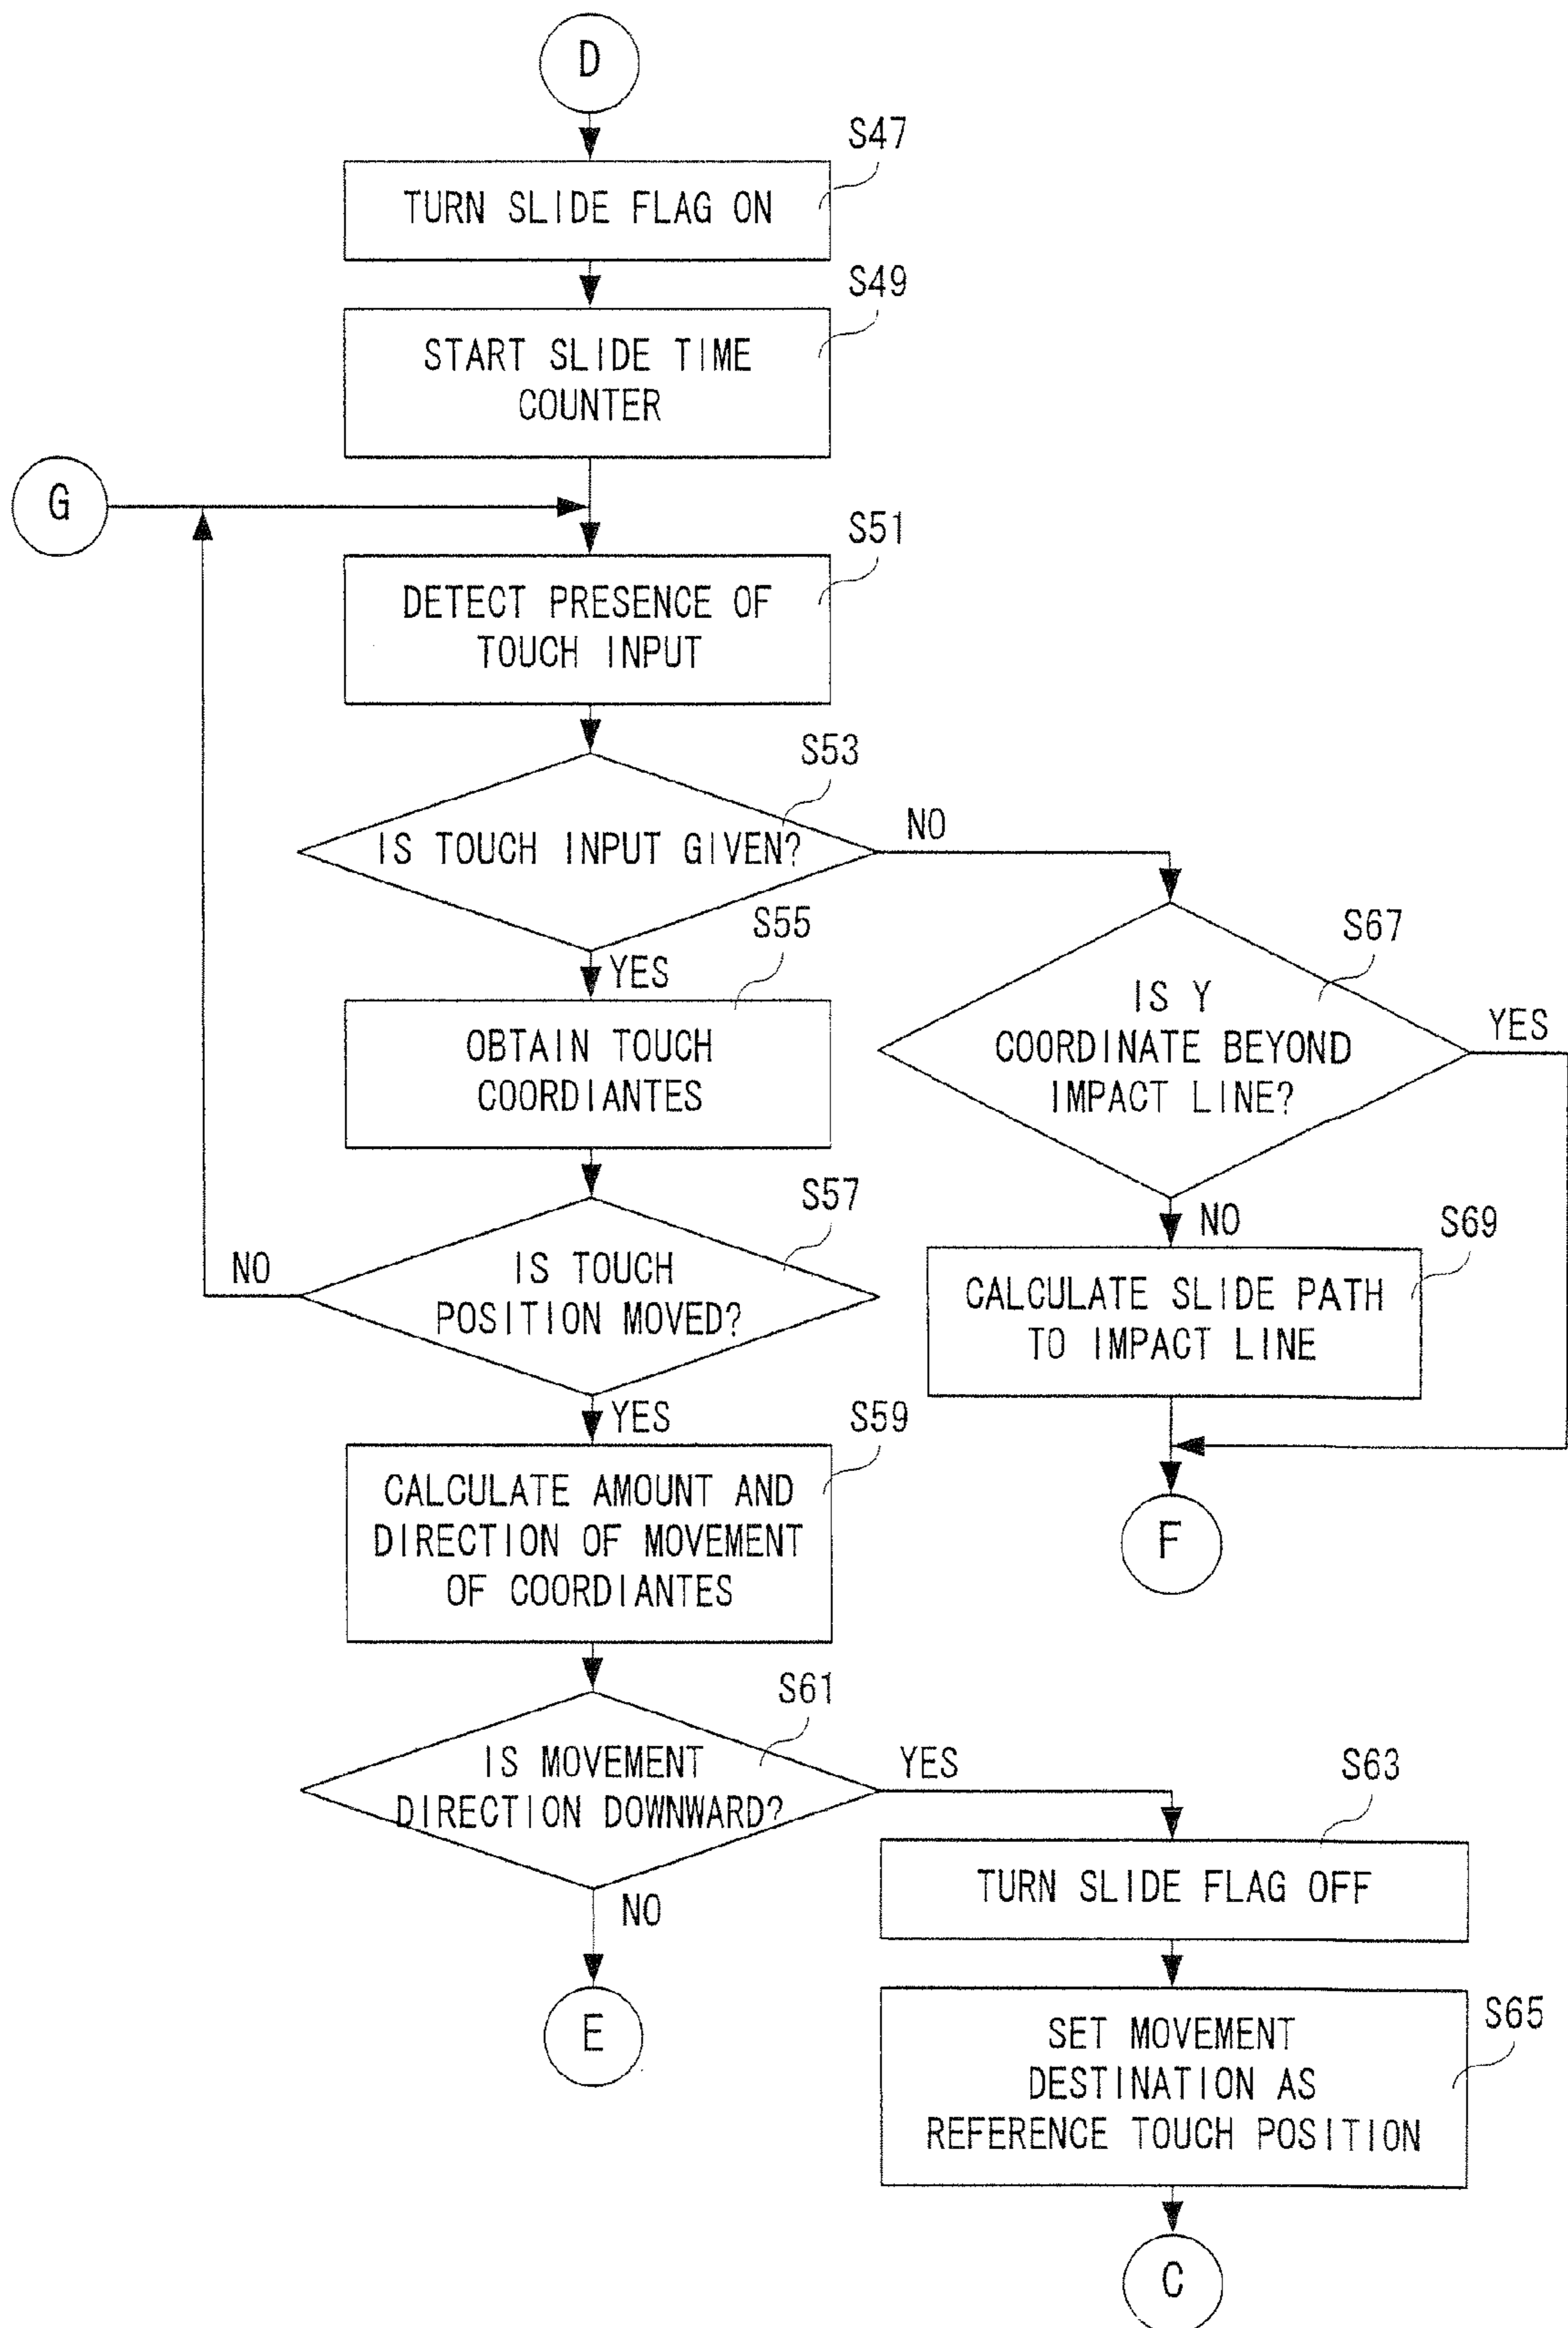 D
S47
TURN SLIDE FLAG ON
S49
START SLIDE TIME
COUNTER
G
S51
DETECT PRESENCE OF
TOUCH INPUT
S53
IS TOUCH INPUT GIVEN?
NO
S55
YES
OBTAIN TOUCH
COORDIANTES
S67
IS Y
COORDINATE BEYOND
IMPACT LINE?
YES
S57
NO
IS TOUCH
POSITION MOVED?
NO
S69
CALCULATE SLIDE PATH
TO IMPACT LINE
YES
S59
CALCULATE AMOUNT AND
DIRECTION OF MOVEMENT
OF COORDIANTES
F
S61
IS MOVEMENT
DIRECTION DOWNWARD?
YES
S63
TURN SLIDE FLAG OFF
NO
E
S65
SET MOVEMENT
DESTINATION AS
REFERENCE TOUCH POSITION
C